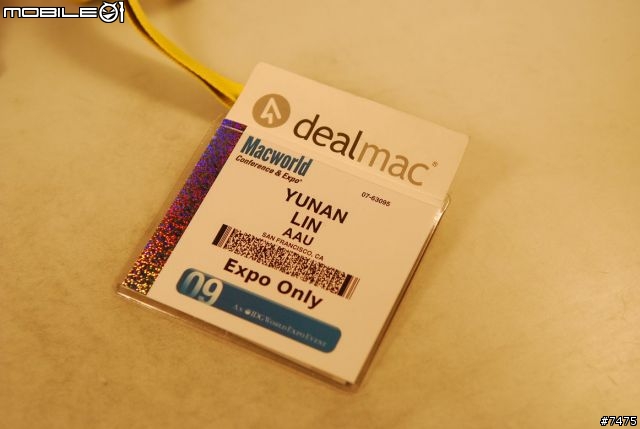 MOBILE01
dealmac®
Macworld
Conference & Expo®
07-63095
YUNAN
LIN
AAU
SAN FRANCISCO, CA
Expo Only
09
AN IDG WORLD EXPO EVENT
#7475